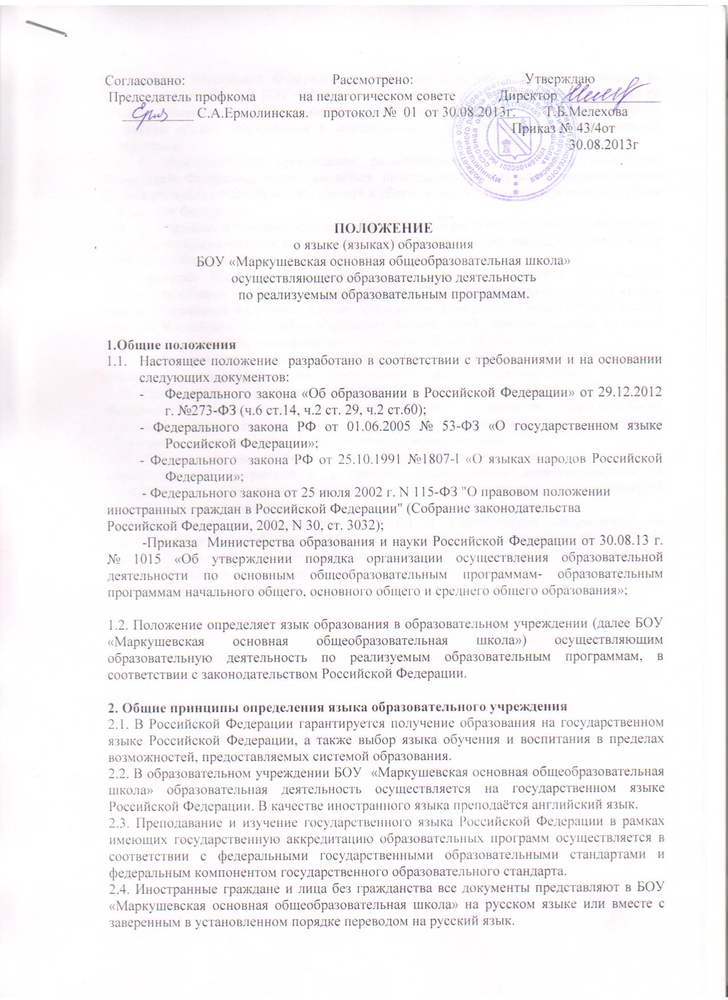 Согласовано: Рассмотрено: Утверждаю
Председатель профкома на педагогическом совете Директор
С.А.Ермолинская. протокол № 01 от 30.08.2013г. Т.В.Мелехова
Приказ № 43/4от
30.08.2013г
ПОЛОЖЕНИЕ
о языке (языках) образования
БОУ «Маркушевская основная общеобразовательная школа»
осуществляющего образовательную деятельность
по реализуемым образовательным программам.
1.Общие положения
1.1. Настоящее положение разработано в соответствии с требованиями и на основании
следующих документов:
- Федерального закона «Об образовании в Российской Федерации» от 29.12.2012
г. №273-ФЗ (ч.6 ст.14, ч.2 ст. 29, ч.2 ст.60);
- Федерального закона РФ от 01.06.2005 № 53-ФЗ «О государственном языке
Российской Федерации»;
- Федерального закона РФ от 25.10.1991 №1807-I «О языках народов Российской
Федерации»;
- Федерального закона от 25 июля 2002 г. N 115-ФЗ "О правовом положении
иностранных граждан в Российской Федерации" (Собрание законодательства
Российской Федерации, 2002, N 30, ст. 3032);
-Приказа Министерства образования и науки Российской Федерации от 30.08.13 г.
№ 1015 «Об утверждении порядка организации осуществления образовательной
деятельности по основным общеобразовательным программам- образовательным
программам начального общего, основного общего и среднего общего образования»;
1.2. Положение определяет язык образования в образовательном учреждении (далее БОУ
«Маркушевская основная общеобразовательная школа») осуществляющим
образовательную деятельность по реализуемым образовательным программам, в
соответствии с законодательством Российской Федерации.
2. Общие принципы определения языка образовательного учреждения
2.1. В Российской Федерации гарантируется получение образования на государственном
языке Российской Федерации, а также выбор языка обучения и воспитания в пределах
возможностей, предоставляемых системой образования.
2.2. В образовательном учреждении БОУ «Маркушевская основная общеобразовательная
школа» образовательная деятельность осуществляется на государственном языке
Российской Федерации. В качестве иностранного языка преподаётся английский язык.
2.3. Преподавание и изучение государственного языка Российской Федерации в рамках
имеющих государственную аккредитацию образовательных программ осуществляется в
соответствии с федеральными государственными образовательными стандартами и
федеральным компонентом государственного образовательного стандарта.
2.4. Иностранные граждане и лица без гражданства все документы представляют в БОУ
«Маркушевская основная общеобразовательная школа» на русском языке или вместе с
заверенным в установленном порядке переводом на русский язык.